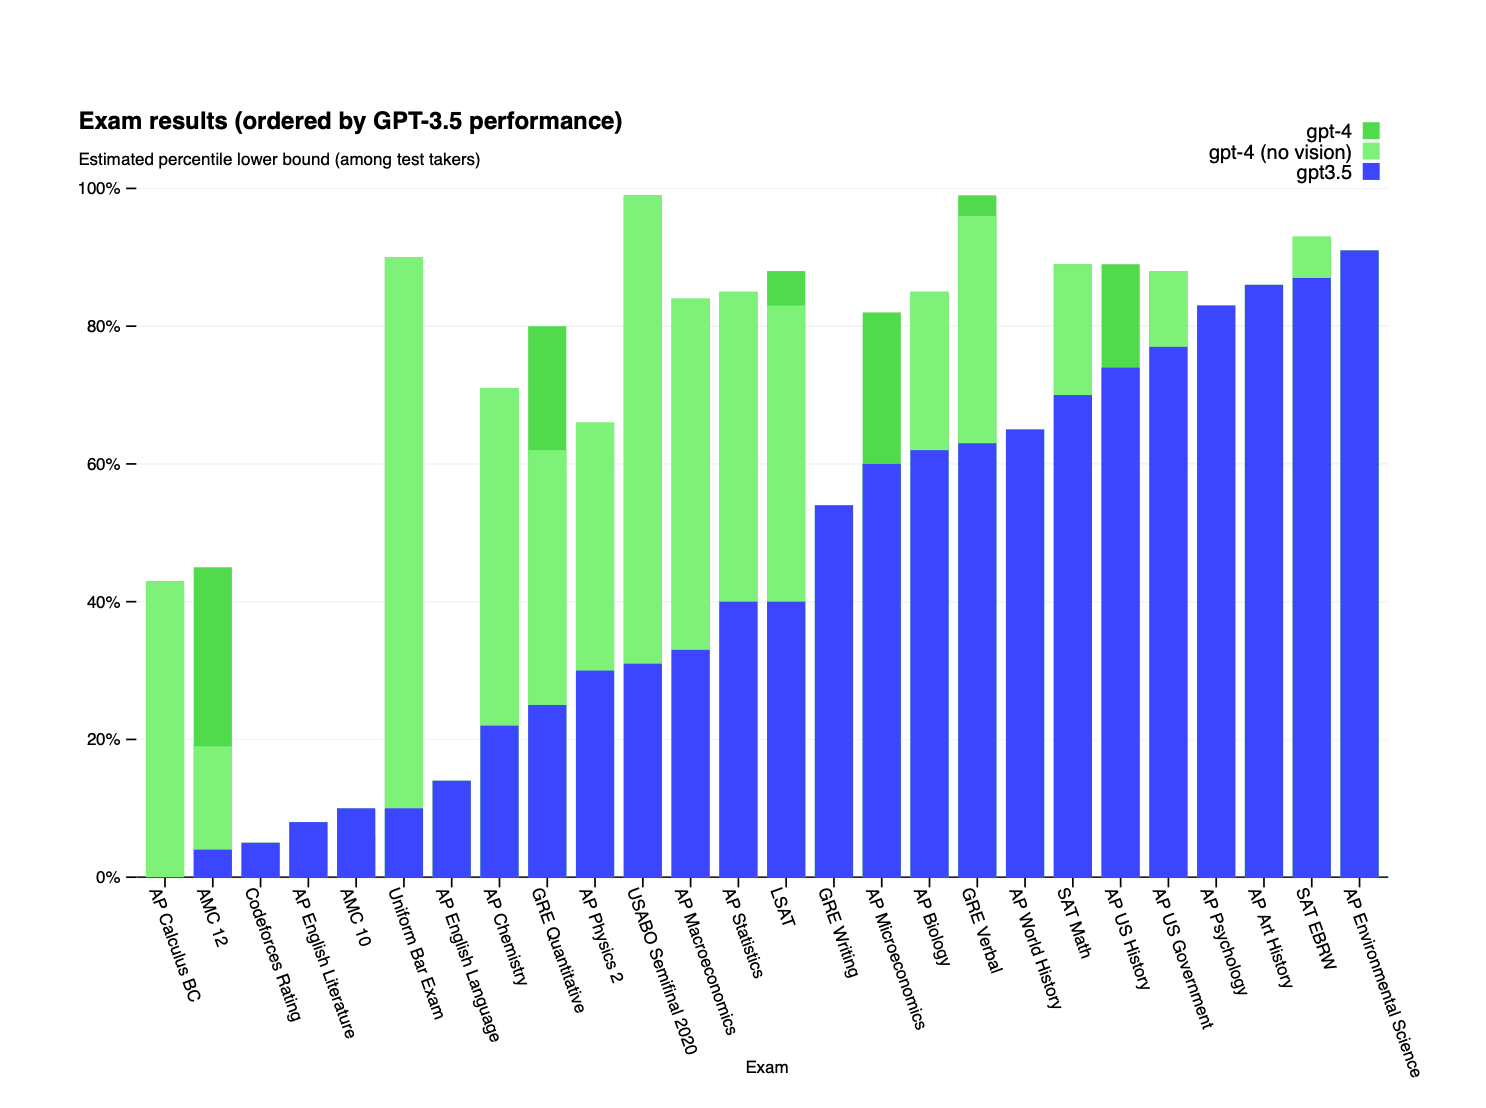 Exam results (ordered by GPT-3.5 performance)
Estimated percentile lower bound (among test takers)
gpt-4
gpt-4 (no vision)
gpt3.5
100%
80%
60%
40%
20%
0%
AP Calculus BC
AMC 12
Codeforces Rating
AP English Literature
AMC 10
Uniform Bar Exam
AP English Language
AP Chemistry
GRE Quantitative
AP Physics 2
USABO Semifinal 2020
AP Macroeconomics
AP Statistics
LSAT
GRE Writing
AP Microeconomics
AP Biology
GRE Verbal
AP World History
SAT Math
AP US History
AP US Government
AP Psychology
AP Art History
SAT EBRW
AP Environmental Science
Exam